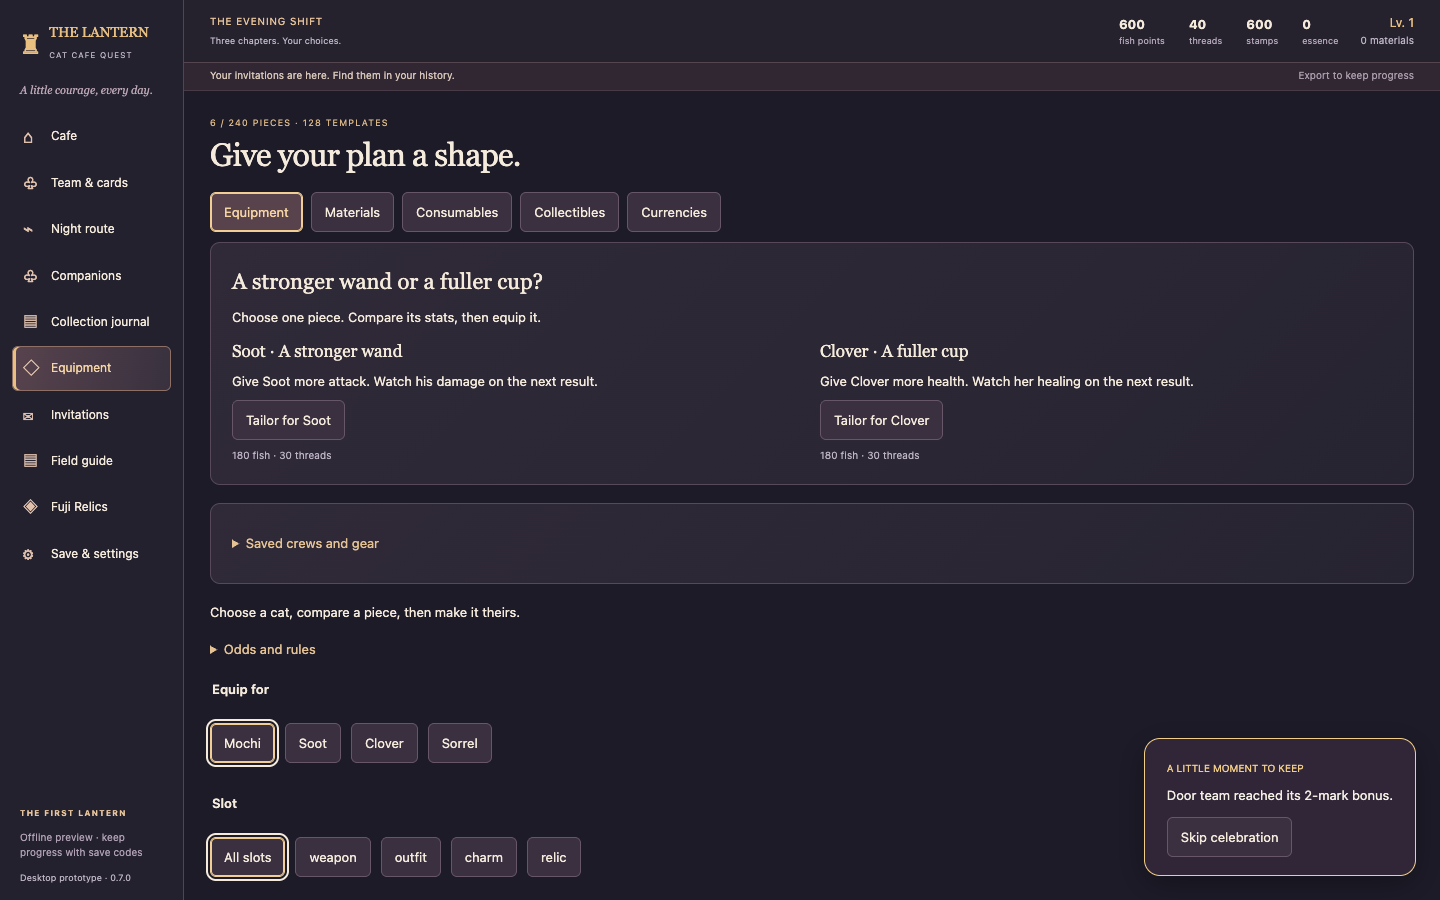 THE LANTERN
CAT CAFE QUEST
A little courage, every day.
Cafe
Team & cards
Night route
Companions
Collection journal
Equipment
Invitations
Field guide
Fuji Relics
Save & settings
THE FIRST LANTERN
Offline preview · keep
progress with save codes
Desktop prototype · 0.7.0
THE EVENING SHIFT
Three chapters. Your choices.
600 fish points
40 threads
600 stamps
0 essence
Lv. 1
0 materials
Your invitations are here. Find them in your history.
Export to keep progress
6 / 240 PIECES · 128 TEMPLATES
Give your plan a shape.
Equipment Materials Consumables Collectibles Currencies
A stronger wand or a fuller cup?
Choose one piece. Compare its stats, then equip it.
Soot · A stronger wand
Give Soot more attack. Watch his damage on the next result.
Tailor for Soot
180 fish · 30 threads
Clover · A fuller cup
Give Clover more health. Watch her healing on the next result.
Tailor for Clover
180 fish · 30 threads
Saved crews and gear
Choose a cat, compare a piece, then make it theirs.
Odds and rules
Equip for
Mochi Soot Clover Sorrel
Slot
All slots weapon outfit charm relic
A LITTLE MOMENT TO KEEP
Door team reached its 2-mark bonus.
Skip celebration